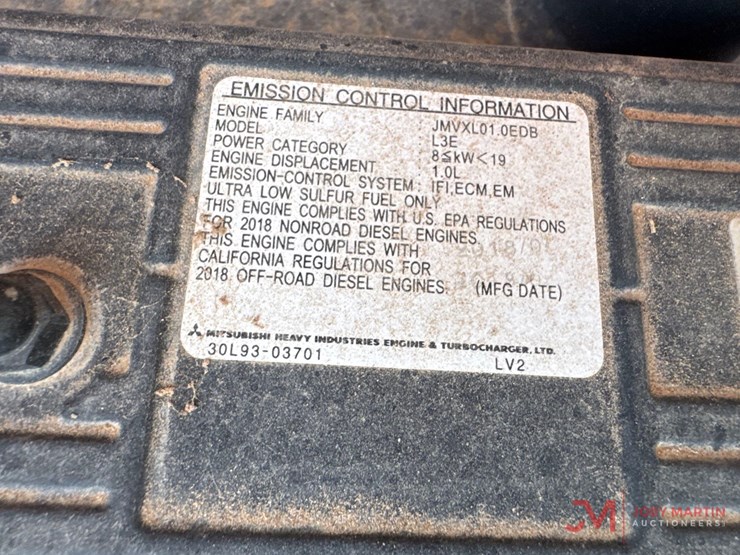 EMISSION CONTROL INFORMATION
ENGINE FAMILY : JMVXL01.0EDB
MODEL : L3E
POWER CATEGORY : 8≤kW<19
ENGINE DISPLACEMENT : 1.0L
EMISSION-CONTROL SYSTEM : IFI,ECM,EM
ULTRA LOW SULFUR FUEL ONLY
THIS ENGINE COMPLIES WITH U.S. EPA REGULATIONS
FOR 2018 NONROAD DIESEL ENGINES.
THIS ENGINE COMPLIES WITH
CALIFORNIA REGULATIONS FOR
2018 OFF-ROAD DIESEL ENGINES. (MFG DATE)
MITSUBISHI HEAVY INDUSTRIES ENGINE & TURBOCHARGER, LTD.
30L93-03701 LV2
JEFF MARTIN
AUCTIONEERS